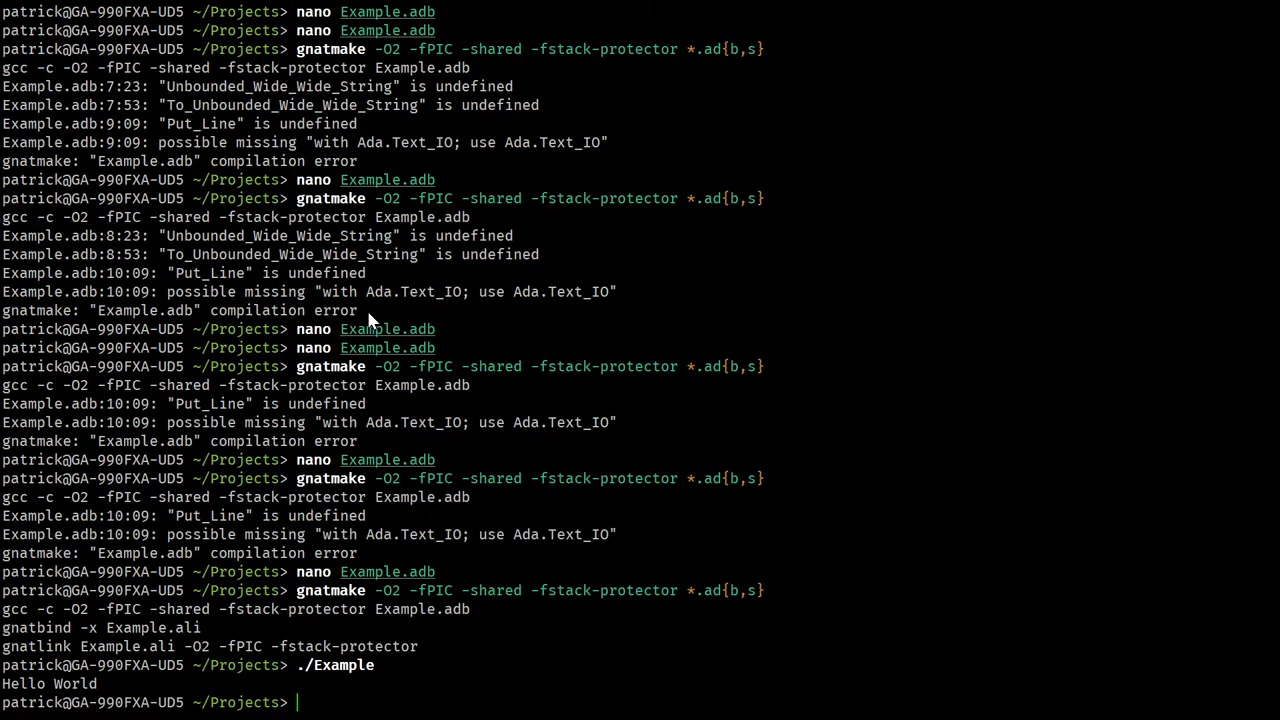 patrick@GA-990FXA-UD5 ~/Projects> nano Example.adb
patrick@GA-990FXA-UD5 ~/Projects> nano Example.adb
patrick@GA-990FXA-UD5 ~/Projects> gnatmake -O2 -fPIC -shared -fstack-protector *.ad{b,s}
gcc -c -O2 -fPIC -shared -fstack-protector Example.adb
Example.adb:7:23: "Unbounded_Wide_Wide_String" is undefined
Example.adb:7:53: "To_Unbounded_Wide_Wide_String" is undefined
Example.adb:9:09: "Put_Line" is undefined
Example.adb:9:09: possible missing "with Ada.Text_IO; use Ada.Text_IO"
gnatmake: "Example.adb" compilation error
patrick@GA-990FXA-UD5 ~/Projects> nano Example.adb
patrick@GA-990FXA-UD5 ~/Projects> gnatmake -O2 -fPIC -shared -fstack-protector *.ad{b,s}
gcc -c -O2 -fPIC -shared -fstack-protector Example.adb
Example.adb:8:23: "Unbounded_Wide_Wide_String" is undefined
Example.adb:8:53: "To_Unbounded_Wide_Wide_String" is undefined
Example.adb:10:09: "Put_Line" is undefined
Example.adb:10:09: possible missing "with Ada.Text_IO; use Ada.Text_IO"
gnatmake: "Example.adb" compilation error
patrick@GA-990FXA-UD5 ~/Projects> nano Example.adb
patrick@GA-990FXA-UD5 ~/Projects> nano Example.adb
patrick@GA-990FXA-UD5 ~/Projects> gnatmake -O2 -fPIC -shared -fstack-protector *.ad{b,s}
gcc -c -O2 -fPIC -shared -fstack-protector Example.adb
Example.adb:10:09: "Put_Line" is undefined
Example.adb:10:09: possible missing "with Ada.Text_IO; use Ada.Text_IO"
gnatmake: "Example.adb" compilation error
patrick@GA-990FXA-UD5 ~/Projects> nano Example.adb
patrick@GA-990FXA-UD5 ~/Projects> gnatmake -O2 -fPIC -shared -fstack-protector *.ad{b,s}
gcc -c -O2 -fPIC -shared -fstack-protector Example.adb
Example.adb:10:09: "Put_Line" is undefined
Example.adb:10:09: possible missing "with Ada.Text_IO; use Ada.Text_IO"
gnatmake: "Example.adb" compilation error
patrick@GA-990FXA-UD5 ~/Projects> nano Example.adb
patrick@GA-990FXA-UD5 ~/Projects> gnatmake -O2 -fPIC -shared -fstack-protector *.ad{b,s}
gcc -c -O2 -fPIC -shared -fstack-protector Example.adb
gnatbind -x Example.ali
gnatlink Example.ali -O2 -fPIC -fstack-protector
patrick@GA-990FXA-UD5 ~/Projects> ./Example
Hello World
patrick@GA-990FXA-UD5 ~/Projects>